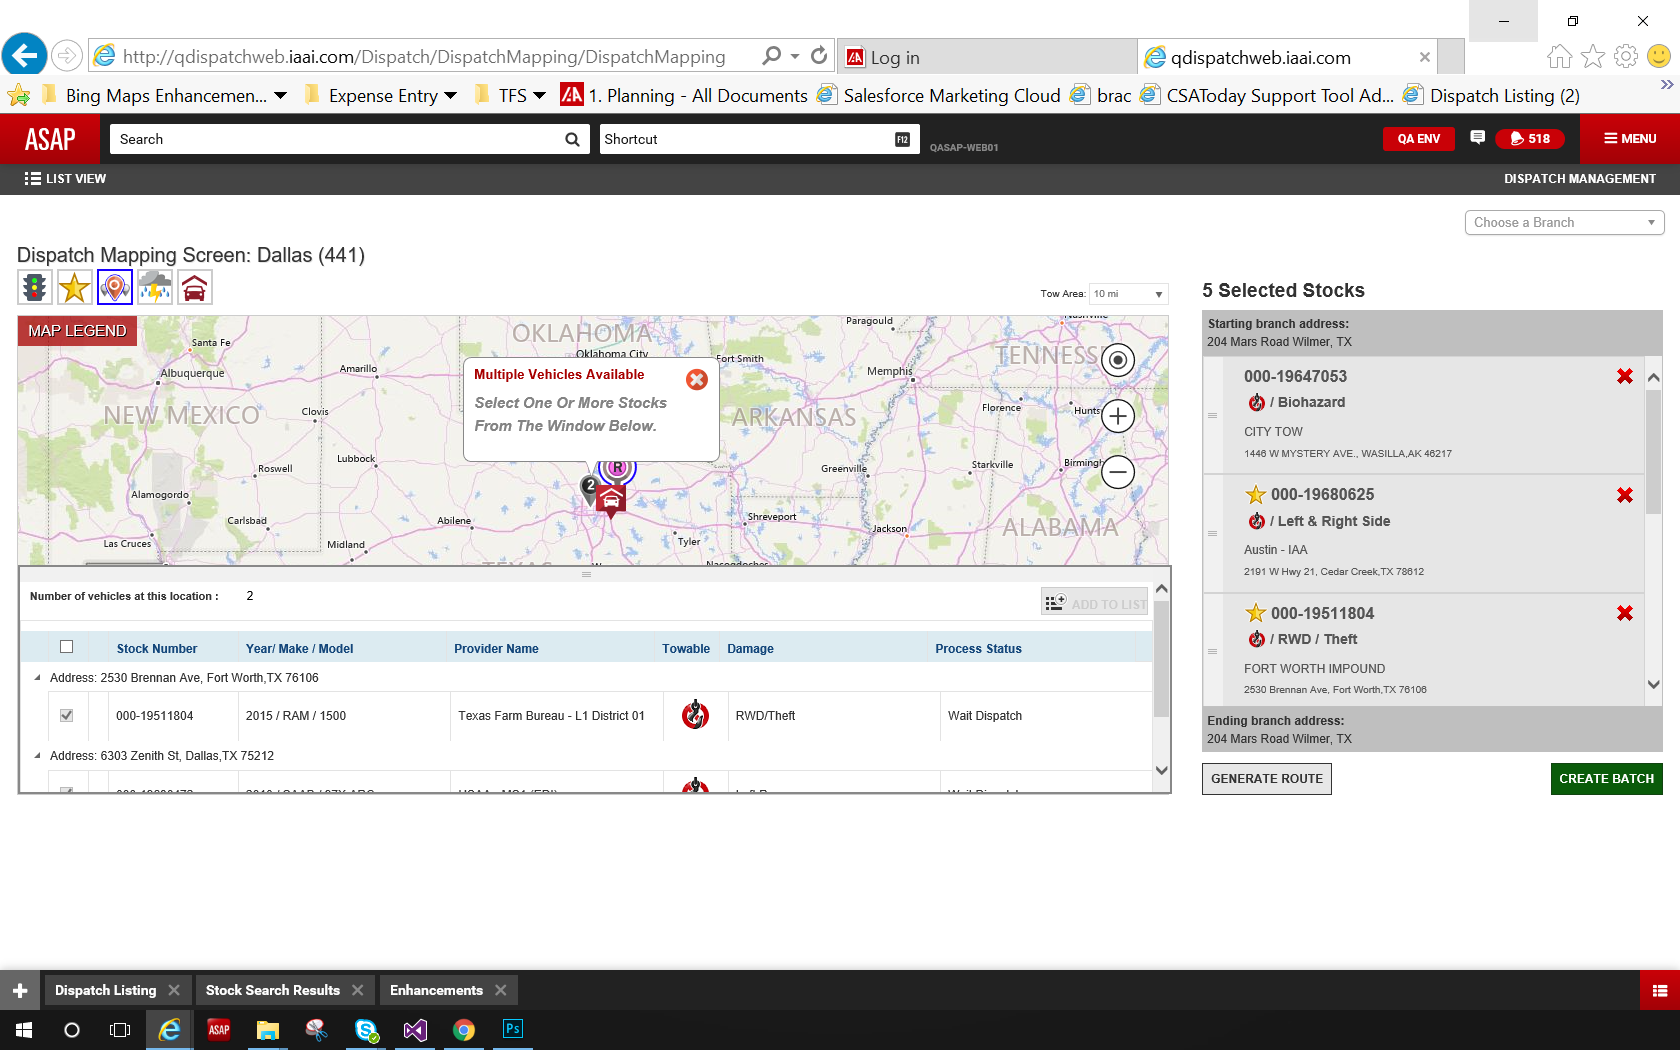 http://qdispatchweb.iaai.com/Dispatch/DispatchMapping/DispatchMapping
Log in
qdispatchweb.iaai.com
Bing Maps Enhancemen...
Expense Entry
TFS
1. Planning - All Documents
Salesforce Marketing Cloud
brac
CSAToday Support Tool Ad...
Dispatch Listing (2)
ASAP
Search
Shortcut
F12
QASAP-WEB01
QA ENV
518
MENU
LIST VIEW
DISPATCH MANAGEMENT
Choose a Branch
Dispatch Mapping Screen: Dallas (441)
Tow Area: 10 mi
MAP LEGEND
Santa Fe
Albuquerque
NEW MEXICO
Clovis
Amarillo
OKLAHOMA
Oklahoma City
Fort Smith
Paragould
Nashville
TENNESS
Memphis
ARKANSAS
Florence
Hunts
Roswell
Lubbock
Alamogordo
Carlsbad
Las Cruces
Midland
Abilene
Greenville
Starkville
Birming
Shreveport
Jackson
ALABAMA
Tyler
TEXAS
Nacogdoches
Multiple Vehicles Available
Select One Or More Stocks
From The Window Below.
R
2
Number of vehicles at this location : 2
ADD TO LIST
Stock Number Year/ Make / Model Provider Name Towable Damage Process Status
Address: 2530 Brennan Ave, Fort Worth,TX 76106
000-19511804 2015 / RAM / 1500 Texas Farm Bureau - L1 District 01 RWD/Theft Wait Dispatch
Address: 6303 Zenith St, Dallas,TX 75212
5 Selected Stocks
Starting branch address:
204 Mars Road Wilmer, TX
000-19647053
/ Biohazard
CITY TOW
1446 W MYSTERY AVE., WASILLA,AK 46217
000-19680625
/ Left & Right Side
Austin - IAA
2191 W Hwy 21, Cedar Creek,TX 78612
000-19511804
/ RWD / Theft
FORT WORTH IMPOUND
2530 Brennan Ave, Fort Worth,TX 76106
Ending branch address:
204 Mars Road Wilmer, TX
GENERATE ROUTE
CREATE BATCH
Dispatch Listing
Stock Search Results
Enhancements
ASAP
Ps